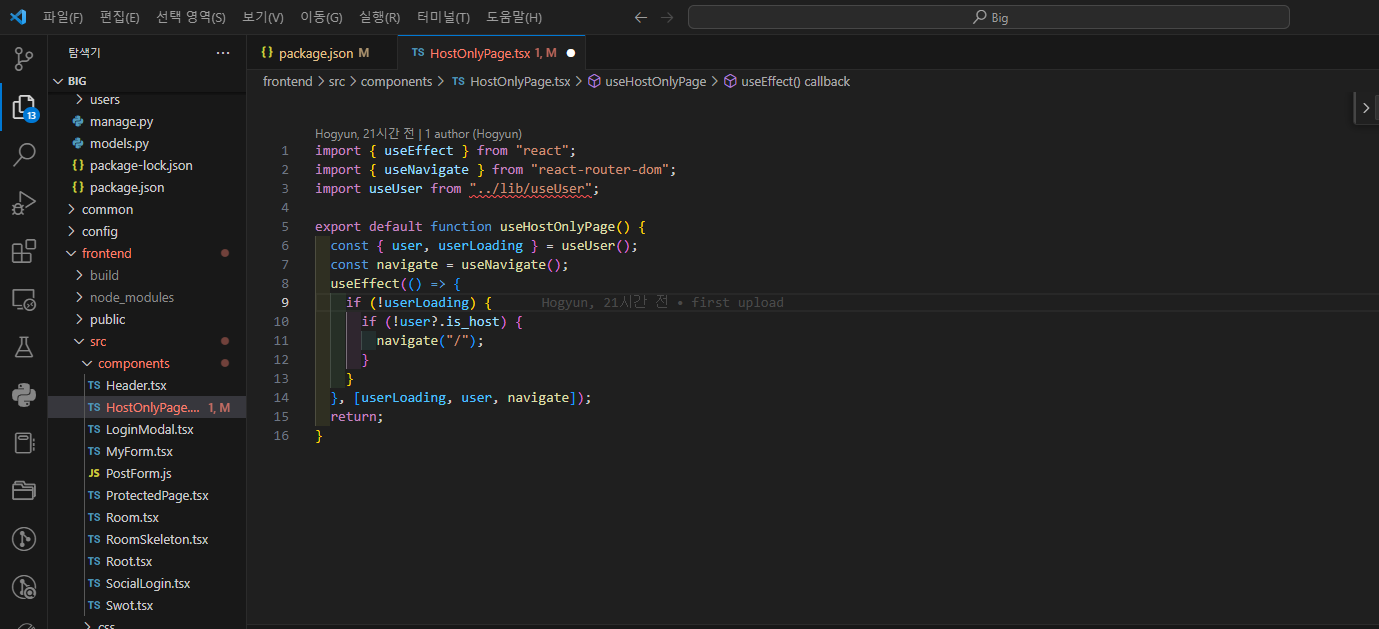 파일(F) 편집(E) 선택 영역(S) 보기(V) 이동(G) 실행(R) 터미널(T) 도움말(H) Big
탐색기 ···
{} package.json M
TS HostOnlyPage.tsx 1, M
BIG
frontend > src > components > TS HostOnlyPage.tsx > useHostOnlyPage > useEffect() callback
users
13
manage.py
models.py
{} package-lock.json
{} package.json
common
config
frontend
build
node_modules
public
src
components
TS Header.tsx
TS HostOnlyPage.... 1, M
TS LoginModal.tsx
TS MyForm.tsx
JS PostForm.js
TS ProtectedPage.tsx
TS Room.tsx
TS RoomSkeleton.tsx
TS Root.tsx
TS SocialLogin.tsx
TS Swot.tsx
css
Hogyun, 21시간 전 | 1 author (Hogyun)
1 import { useEffect } from "react";
2 import { useNavigate } from "react-router-dom";
3 import useUser from "../lib/useUser";
4
5 export default function useHostOnlyPage() {
6 const { user, userLoading } = useUser();
7 const navigate = useNavigate();
8 useEffect(() => {
9 if (!userLoading) { Hogyun, 21시간 전 • first upload
10 if (!user?.is_host) {
11 navigate("/");
12 }
13 }
14 }, [userLoading, user, navigate]);
15 return;
16 }